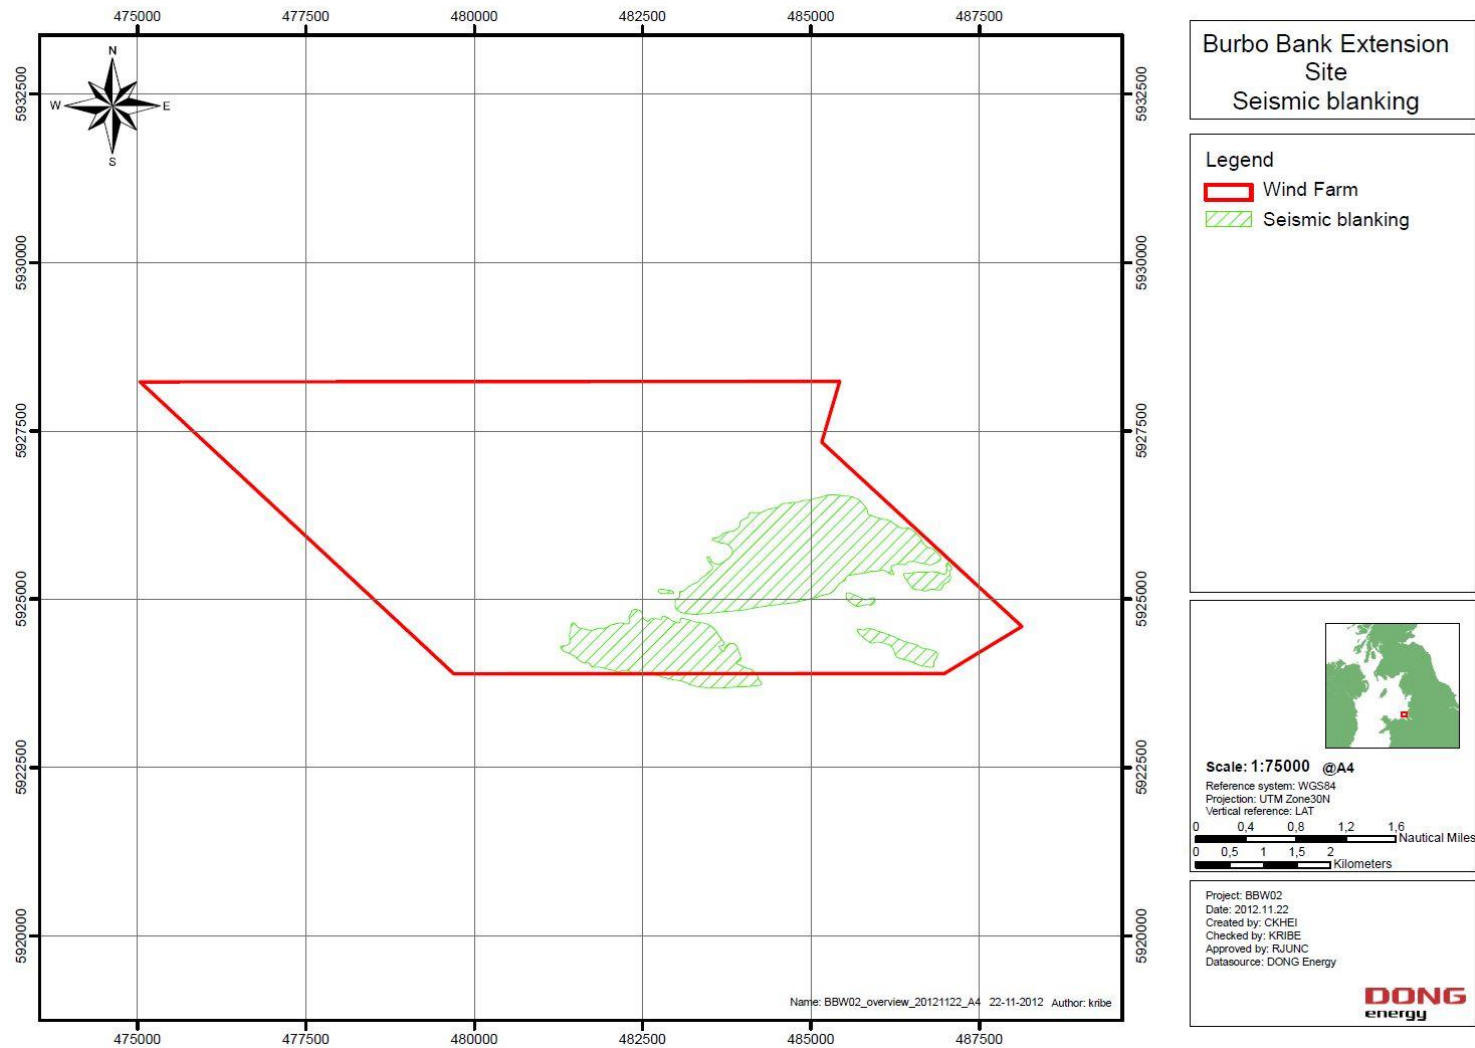 475000 477500 480000 482500 485000 487500
N
W E
S
5932500 5932500
5930000 5930000
5927500 5927500
5925000 5925000
5922500 5922500
5920000 5920000
Name: BBW02_overview_20121122_A4 22-11-2012 Author: kribe
475000 477500 480000 482500 485000 487500
Burbo Bank Extension
Site
Seismic blanking
Legend
Wind Farm
Seismic blanking
Scale: 1:75000 @A4
Reference system: WGS84
Projection: UTM Zone30N
Vertical reference: LAT
0 0,4 0,8 1,2 1,6
Nautical Miles
0 0,5 1 1,5 2
Kilometers
Project: BBW02
Date: 2012.11.22
Created by: CKHEI
Checked by: KRIBE
Approved by: RJUNC
Datasource: DONG Energy
DONG
energy